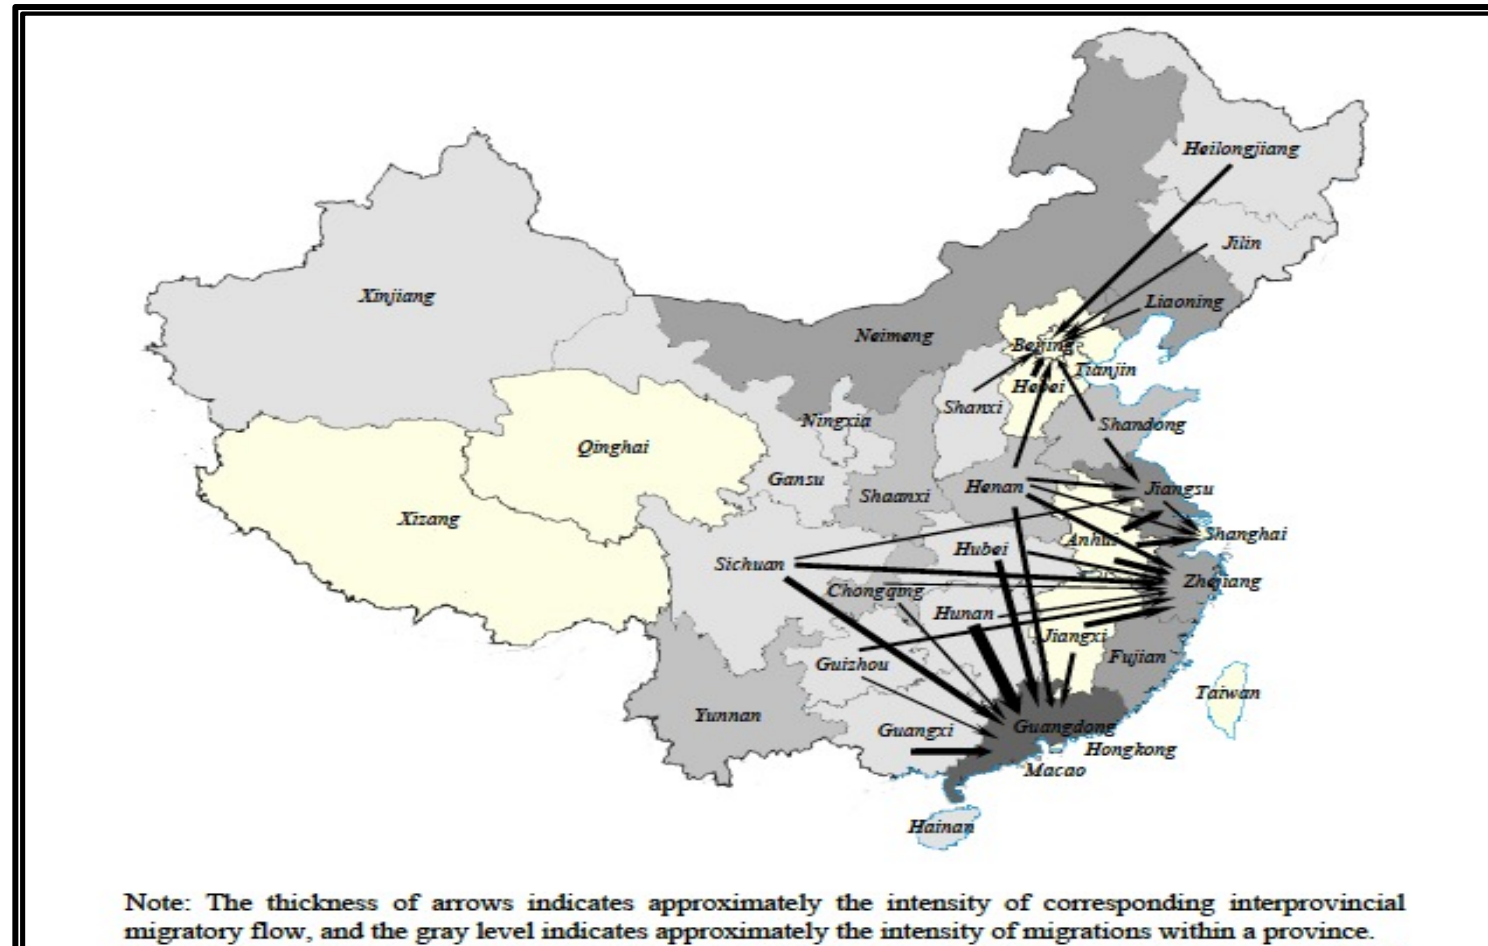 Heilongjiang
Jilin
Xinjiang
Liaoning
Neimeng
Beijing
Tianjin
Hebei
Shanxi
Ningxia
Shandong
Qinghai
Gansu
Shaanxi
Henan
Jiangsu
Xizang
Shanghai
Anhui
Hubei
Sichuan
Zhejiang
Chongqing
Hunan
Jiangxi
Fujian
Guizhou
Taiwan
Yunnan
Guangxi
Guangdong
Hongkong
Macao
Hainan
Note: The thickness of arrows indicates approximately the intensity of corresponding interprovincial
migratory flow, and the gray level indicates approximately the intensity of migrations within a province.